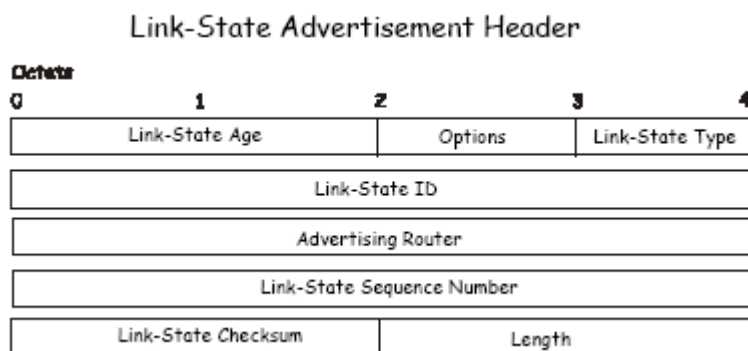 Link-State Advertisement Header
Octets
0 1 2 3 4
Link-State Age Options Link-State Type
Link-State ID
Advertising Router
Link-State Sequence Number
Link-State Checksum Length